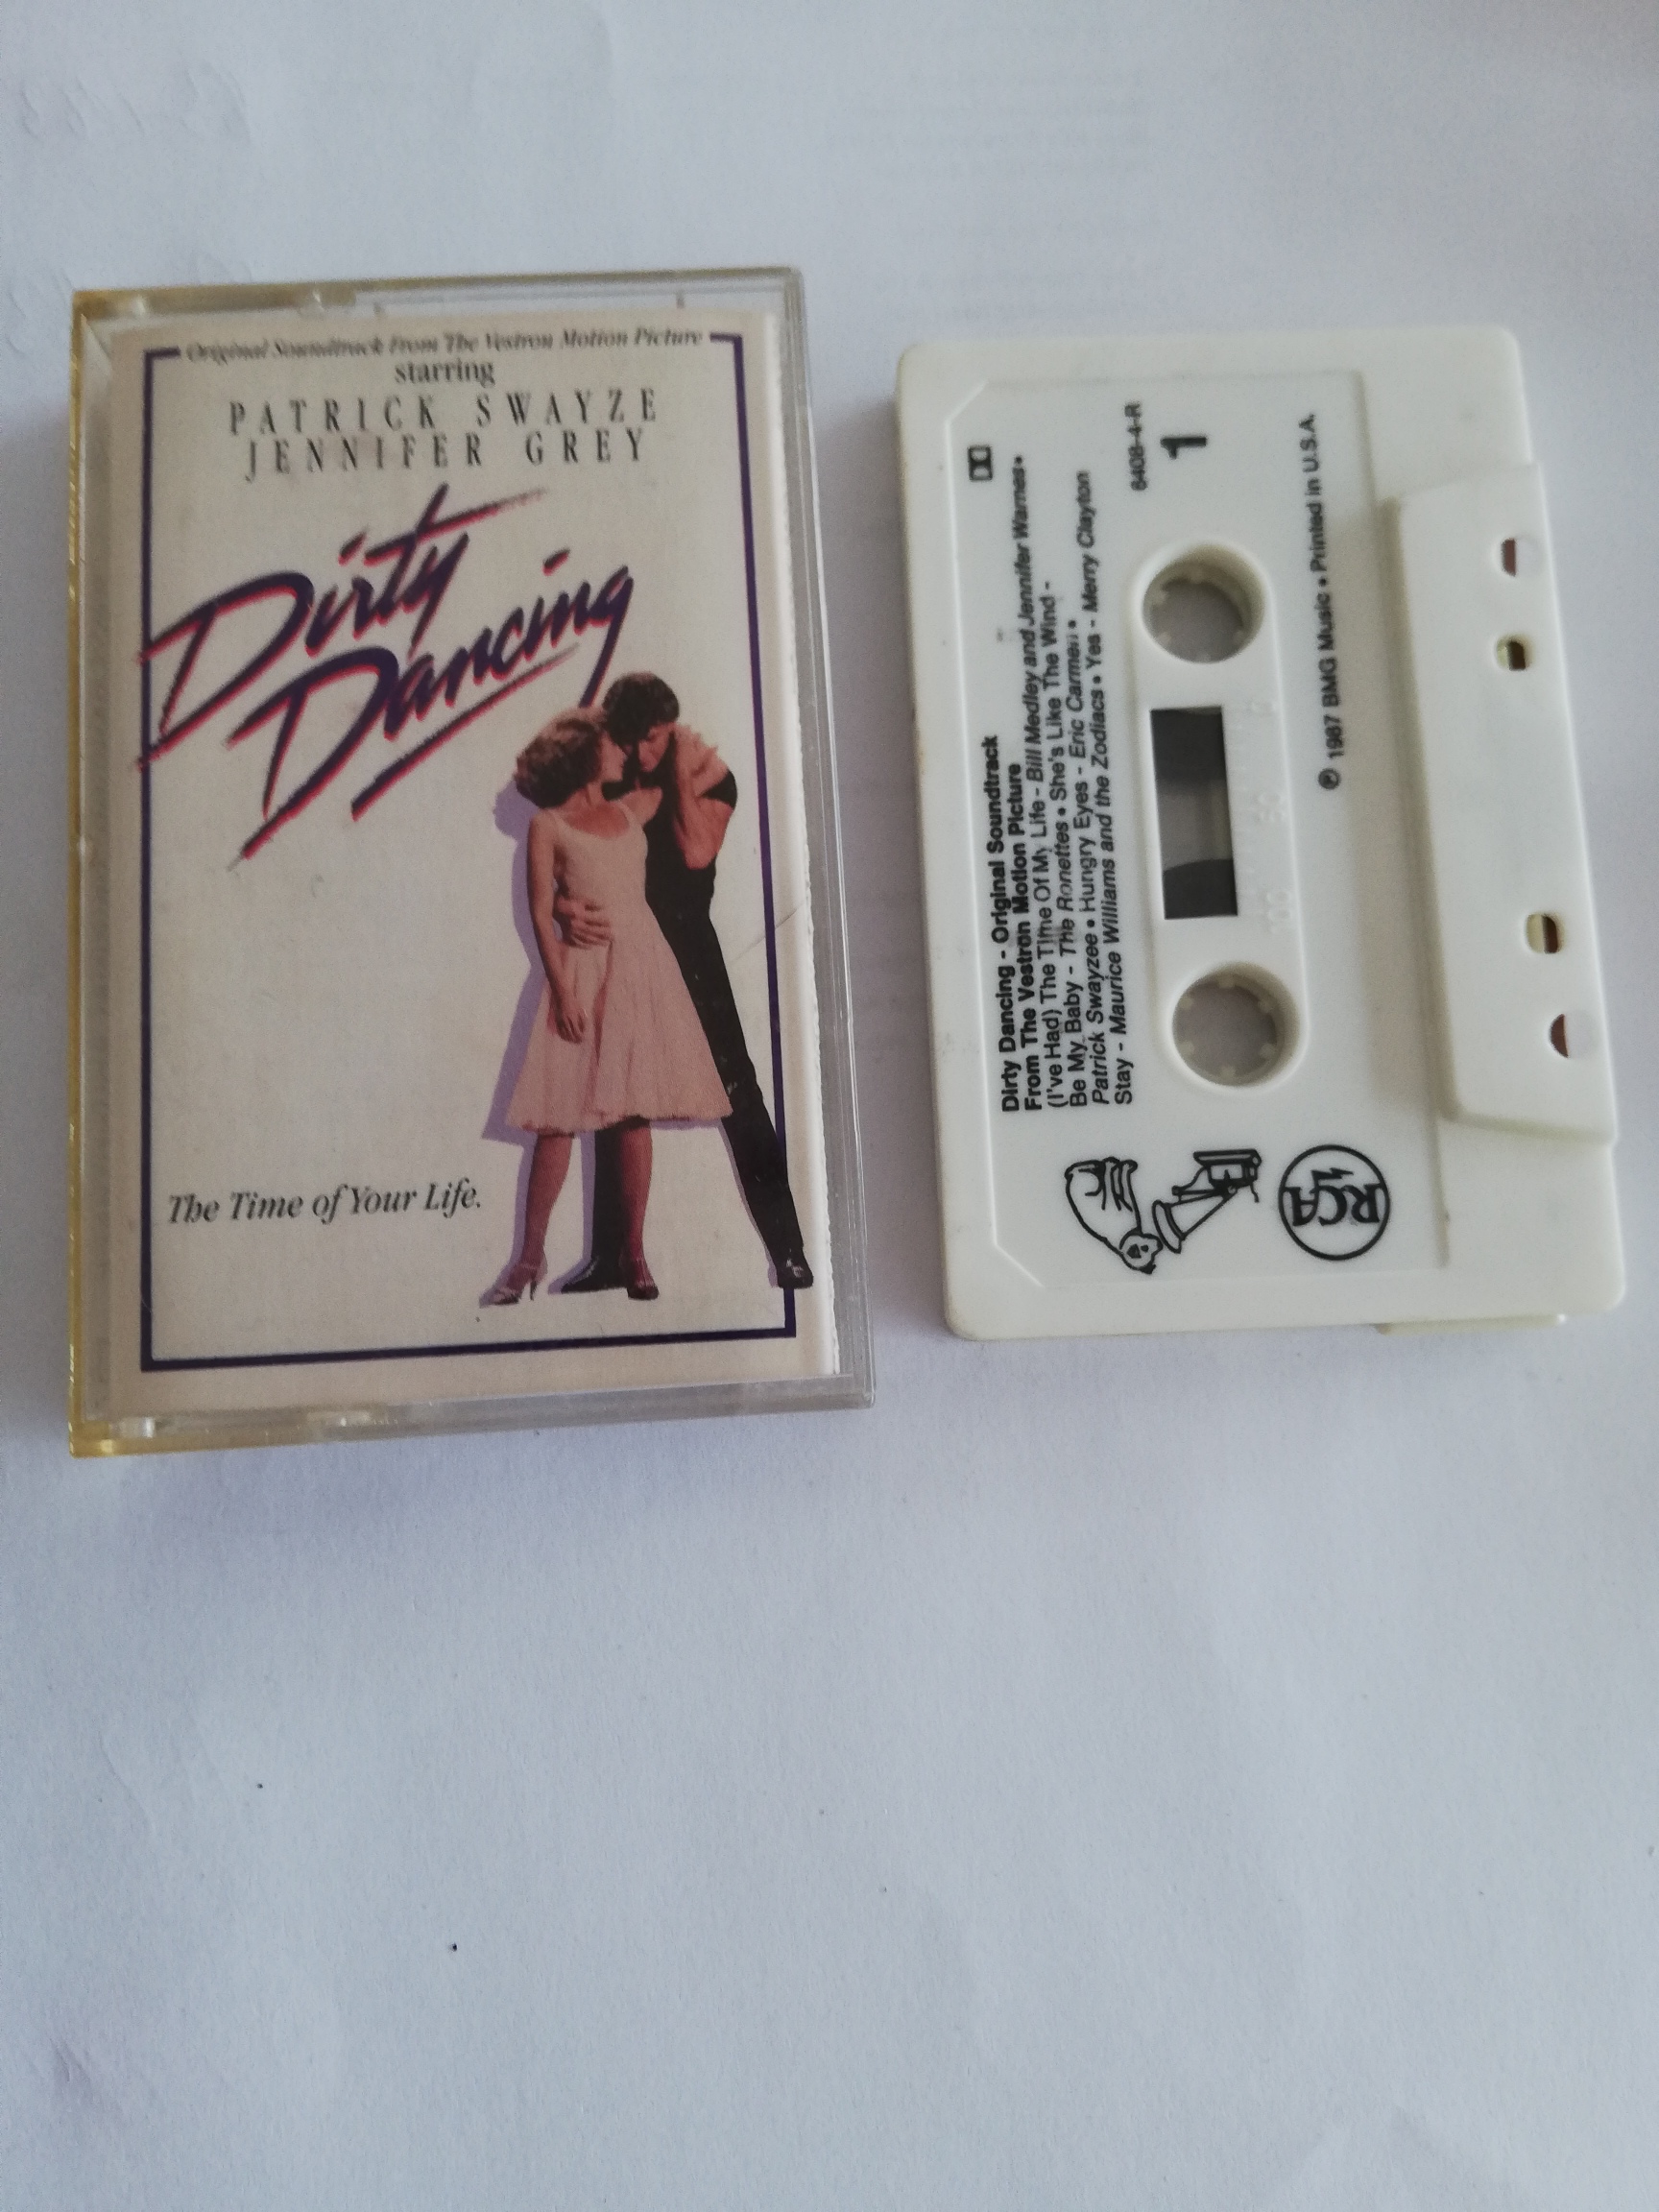 Original Soundtrack From The Vestron Motion Picture
starring
PATRICK SWAYZE
JENNIFER GREY
Dirty
Dancing
The Time of Your Life.
Dirty Dancing - Original Soundtrack
From The Vestron Motion Picture
(I've Had) The Time Of My Life - Bill Medley and Jennifer Warnes •
Be My Baby - The Ronettes • She's Like The Wind -
Patrick Swayzee • Hungry Eyes - Eric Carmen •
Stay - Maurice Williams and the Zodiacs • Yes - Merry Clayton
6408-4-R
1
100 50 0
℗ 1987 BMG Music • Printed in U.S.A.
RCA